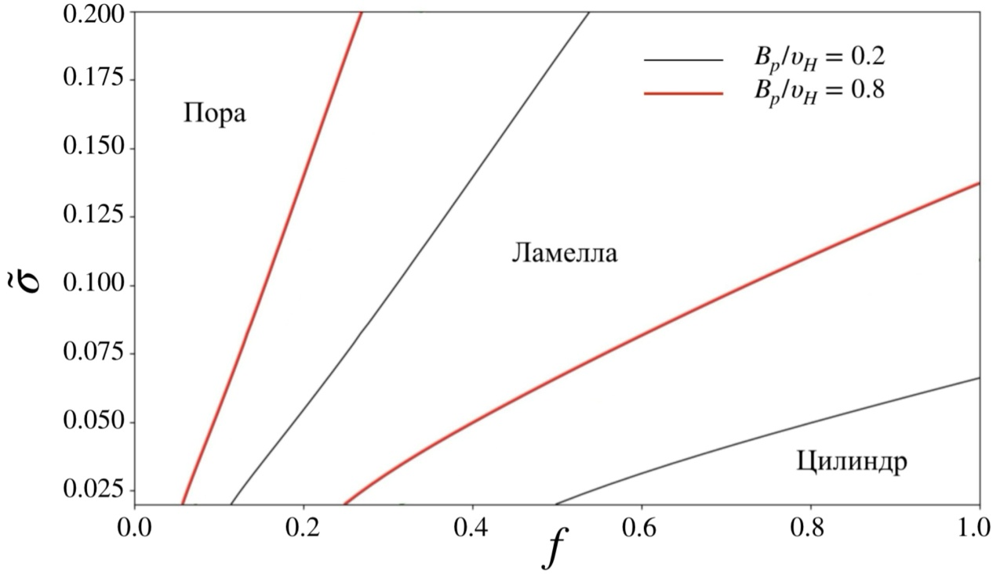 0.200
0.175
0.150
0.125
0.100
0.075
0.050
0.025
σ̃
B_p/υ_H = 0.2
B_p/υ_H = 0.8
Пора
Ламелла
Цилиндр
0.0 0.2 0.4 0.6 0.8 1.0
f